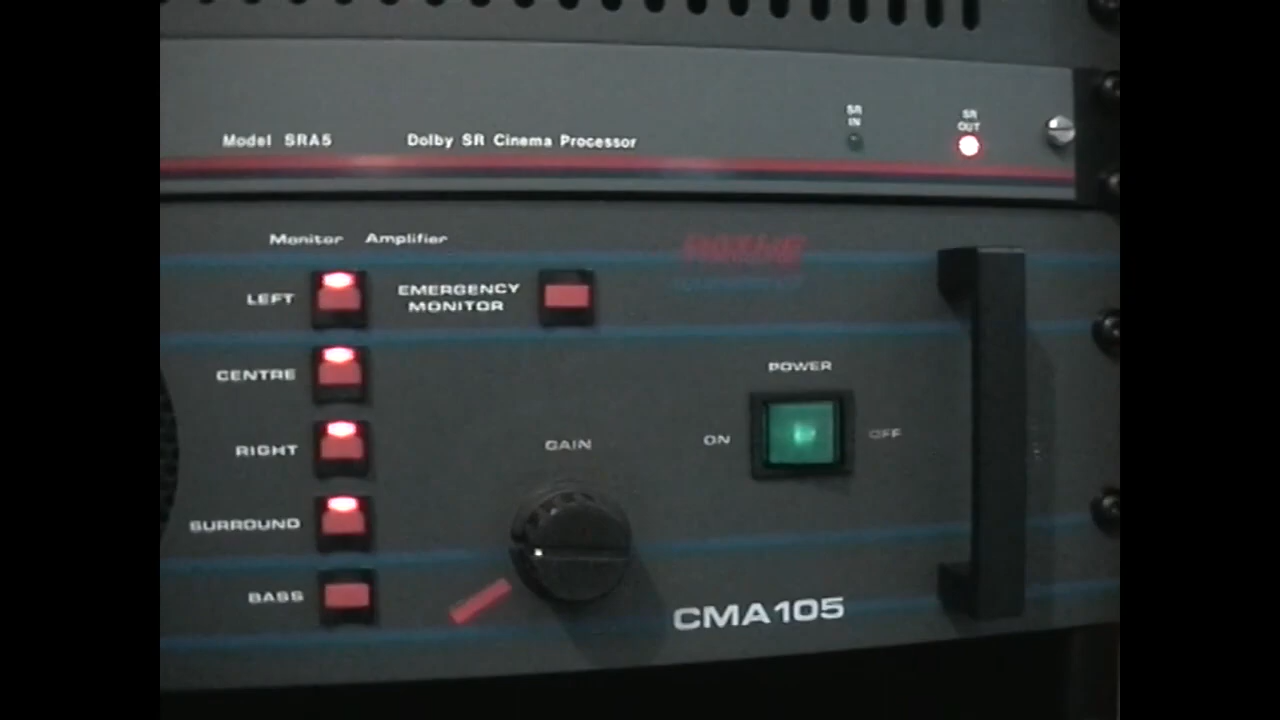 SR
IN
SR
OUT
Model SRA5 Dolby SR Cinema Processor
Monitor Amplifier
LEFT
EMERGENCY
MONITOR
CENTRE
POWER
RIGHT
GAIN
ON
OFF
SURROUND
BASS
CMA105